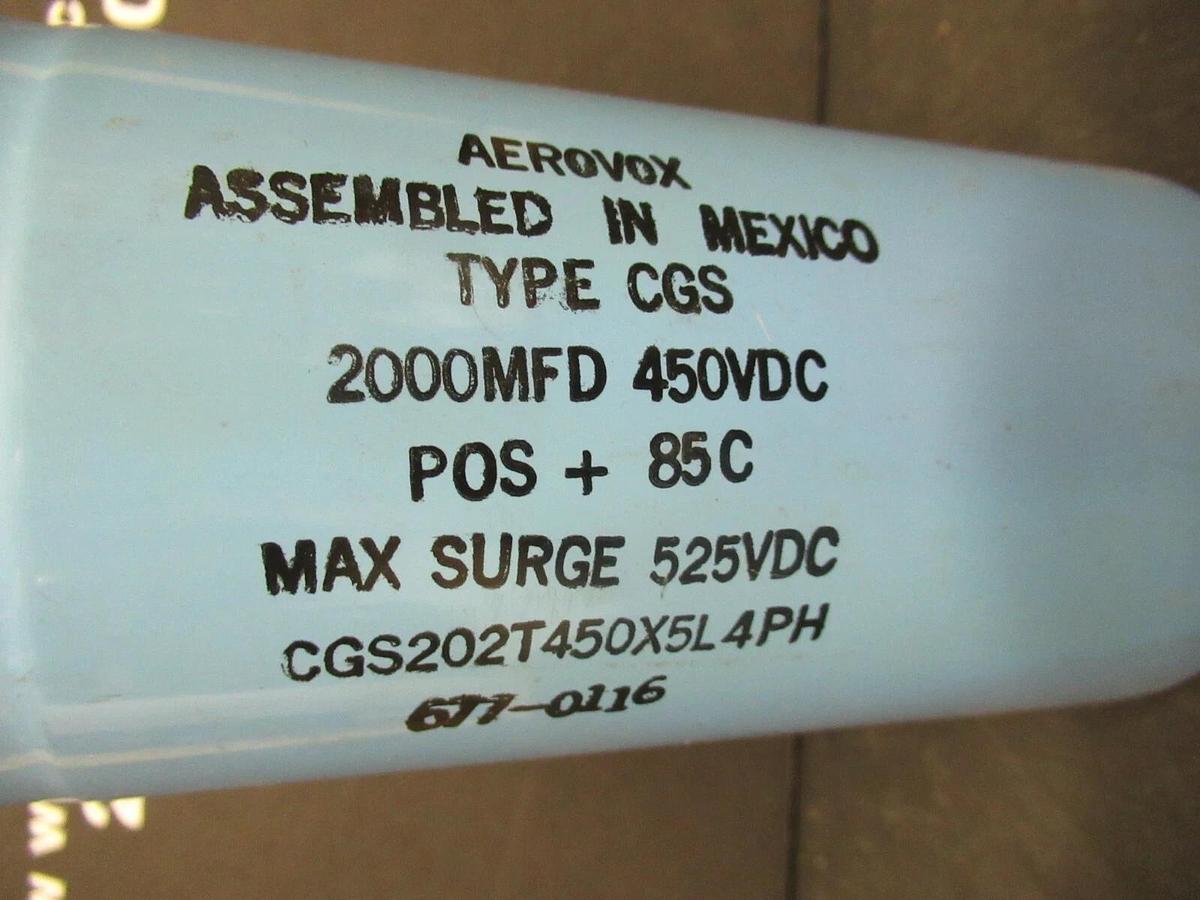 AEROVOX
ASSEMBLED IN MEXICO
TYPE CGS
2000MFD 450VDC
POS + 85C
MAX SURGE 525VDC
CGS202T450X5L4PH
677-0116